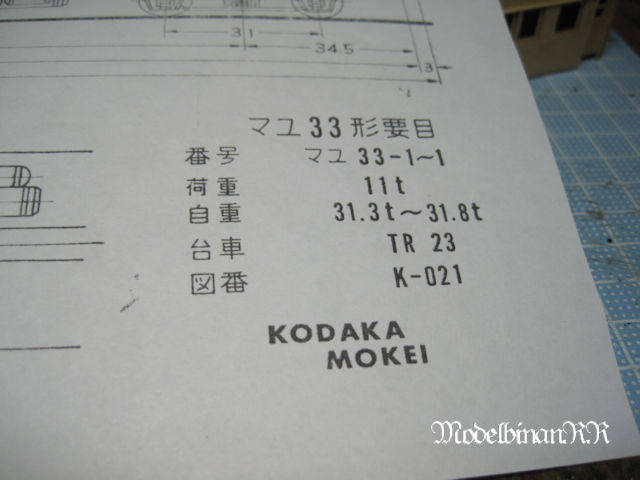 31
34.5
3
マユ33形要目
番号 マユ 33-1~1
荷重 11t
自重 31.3t~31.8t
台車 TR 23
図番 K-021
KODAKA
MOKEI
ModelbinanRR